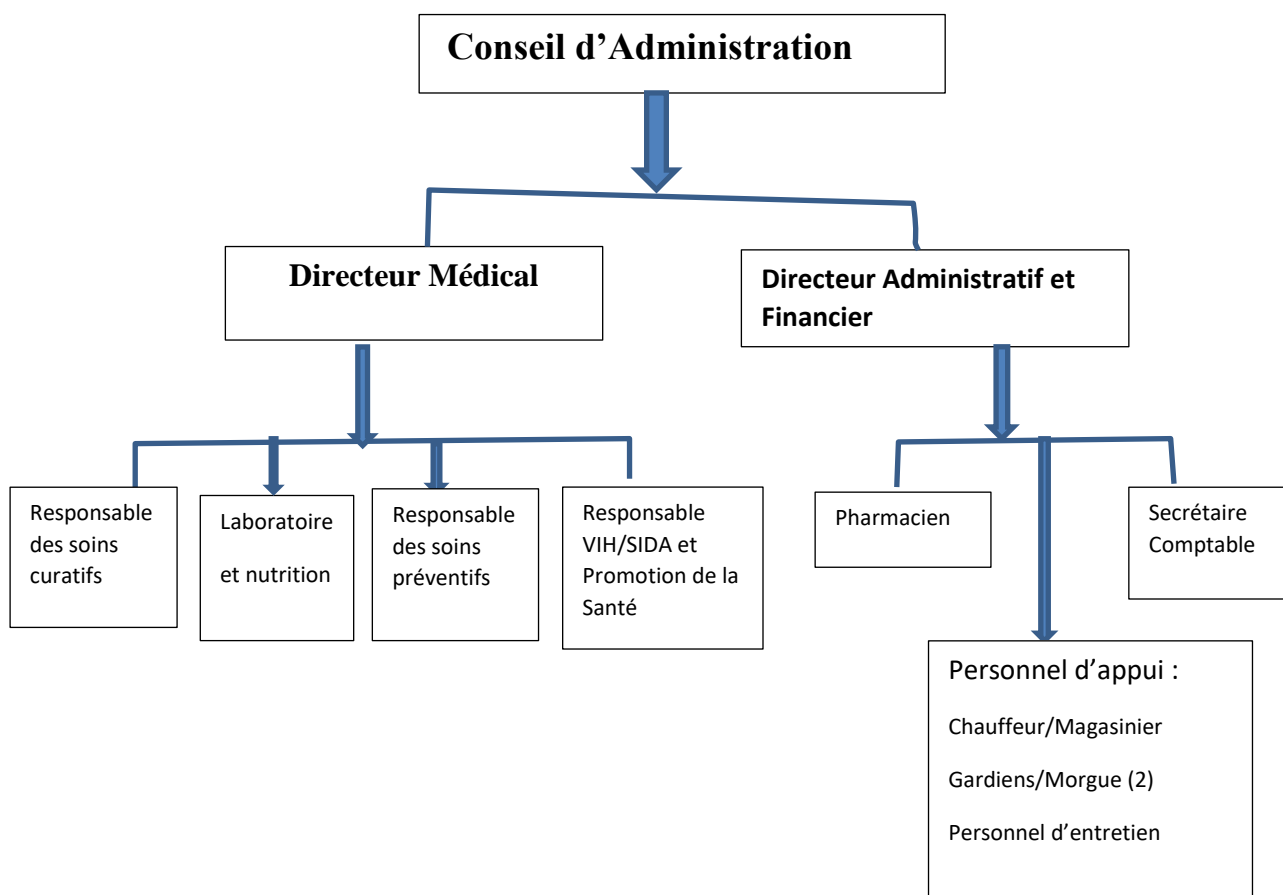 Conseil d’Administration
Directeur Médical
Directeur Administratif et
Financier
Responsable
des soins
curatifs
Laboratoire
et nutrition
Responsable
des soins
préventifs
Responsable
VIH/SIDA et
Promotion de la
Santé
Pharmacien
Secrétaire
Comptable
Personnel d’appui :
Chauffeur/Magasinier
Gardiens/Morgue (2)
Personnel d’entretien